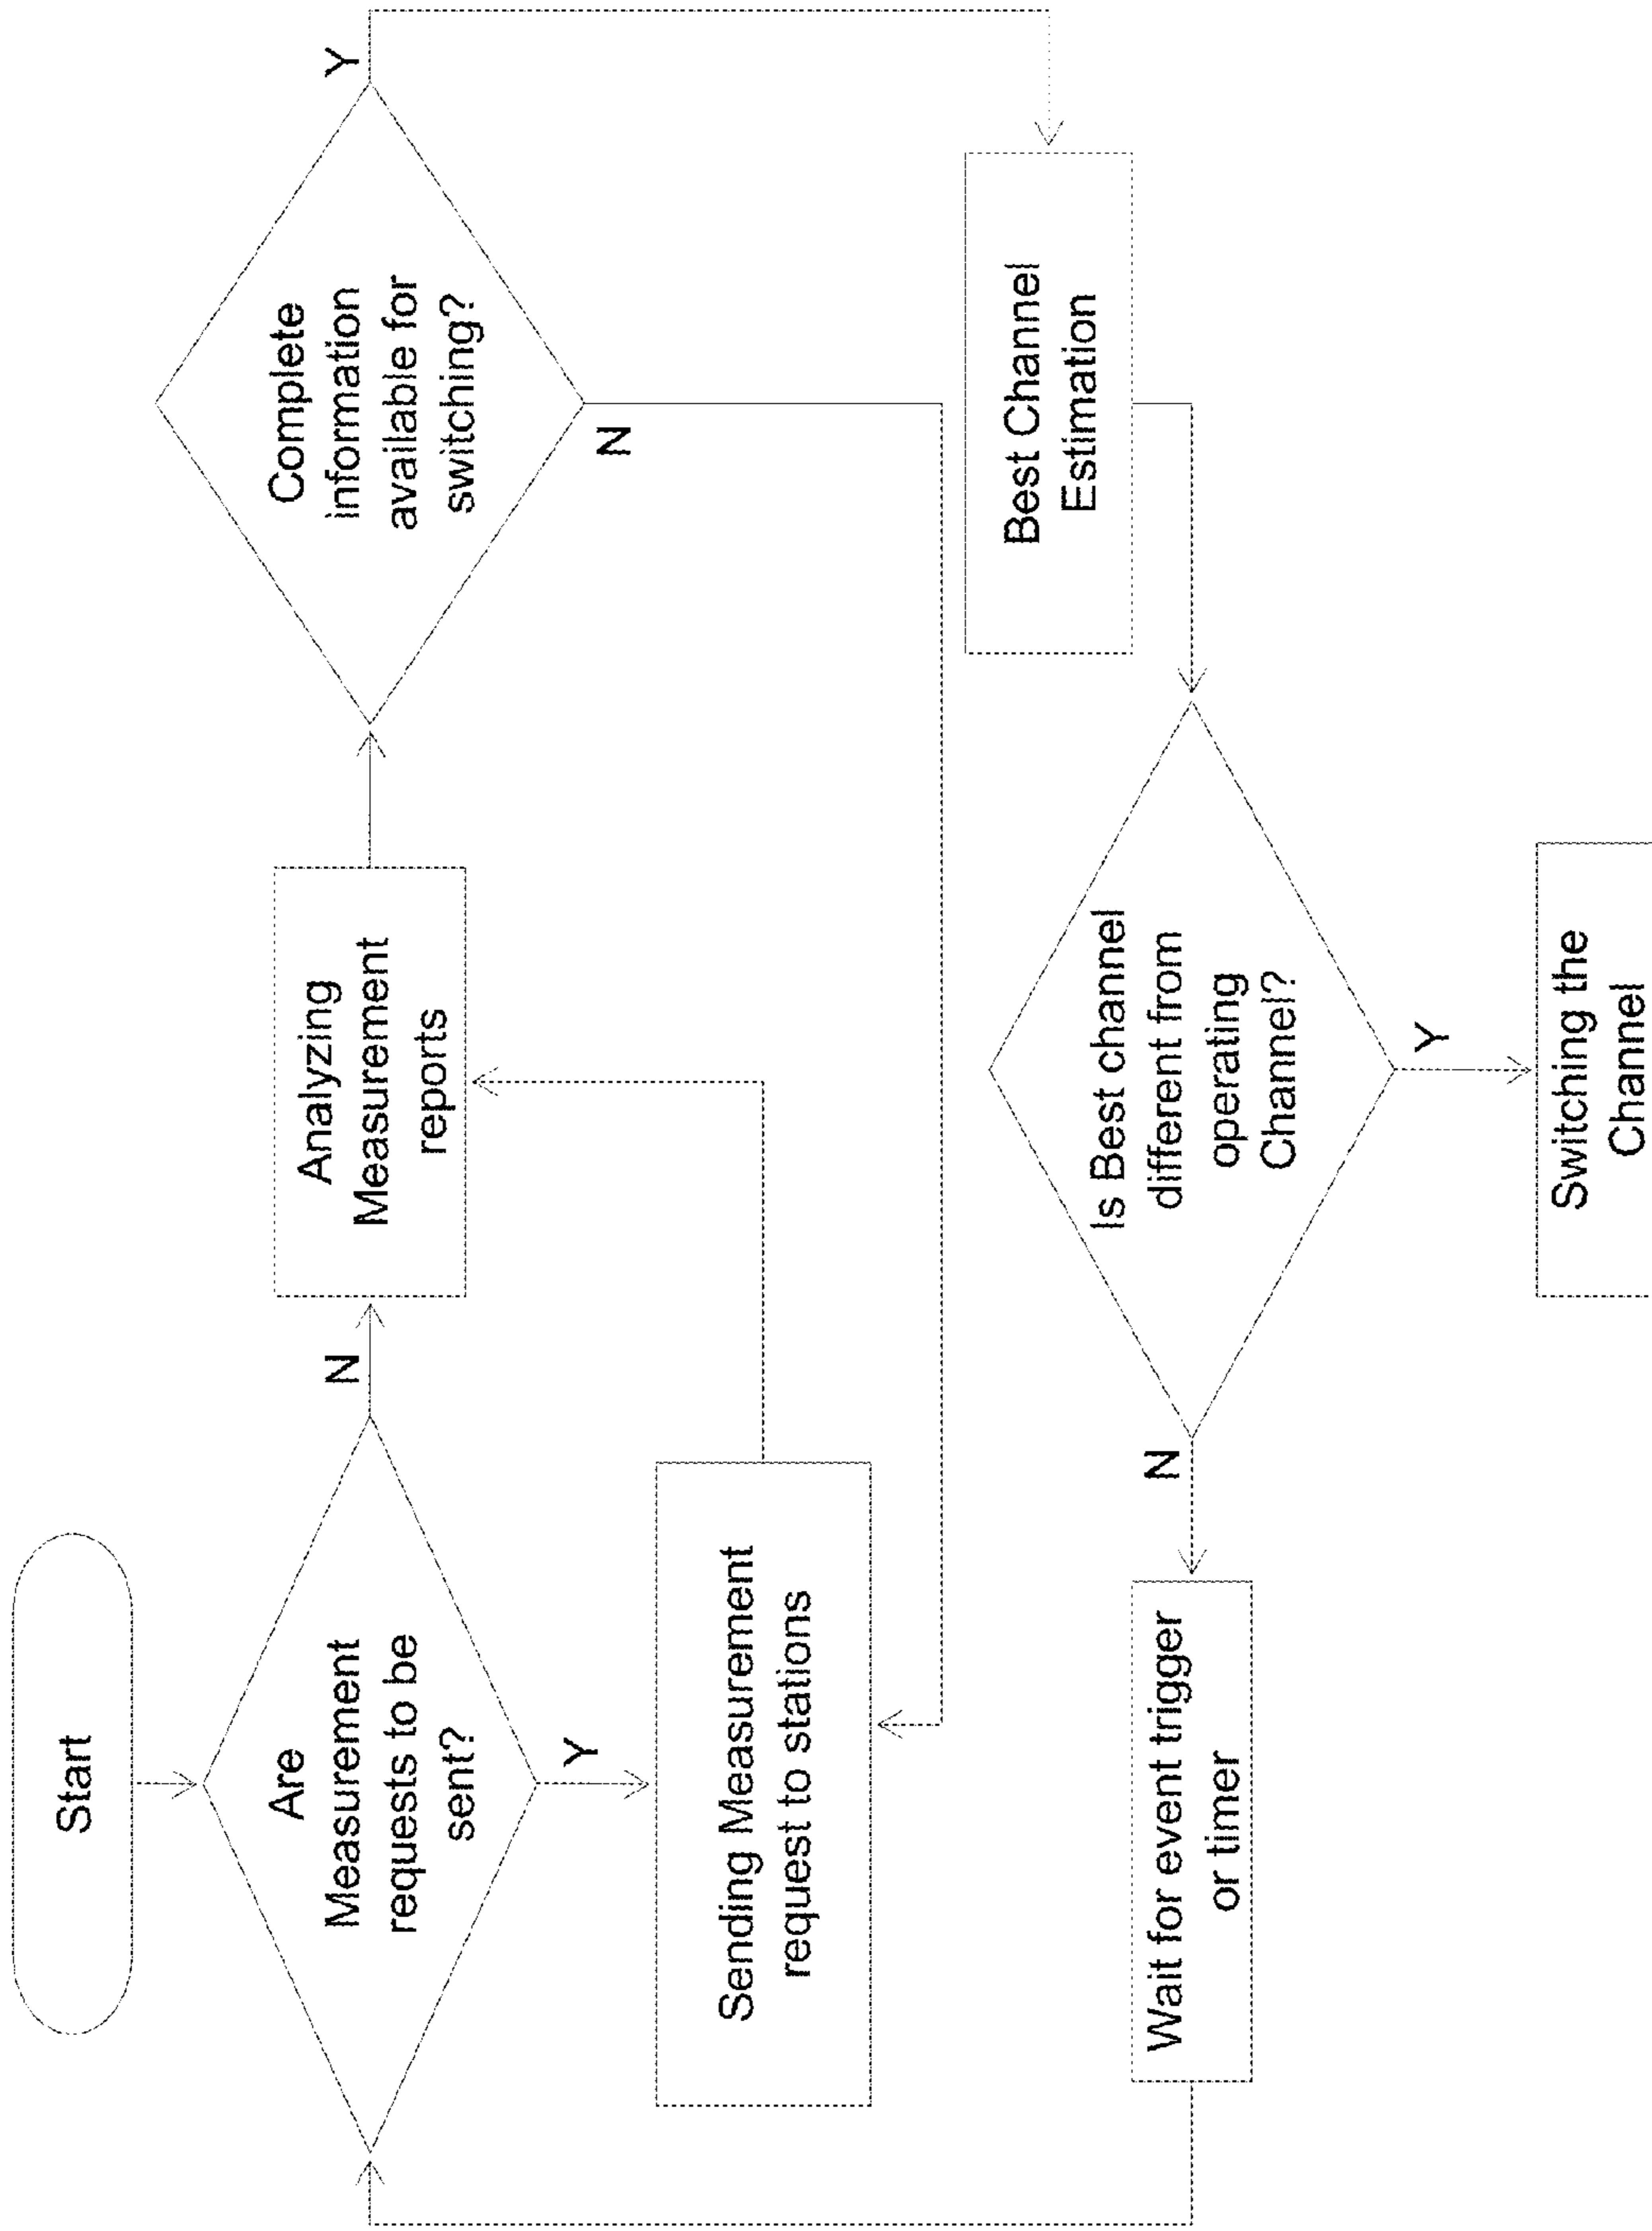 Start
Are
Measurement
requests to be
sent?
N
Y
Analyzing
Measurement
reports
Sending Measurement
request to stations
Complete
information
available for
switching?
Y
N
Best Channel
Estimation
Is Best channel
different from
operating
Channel?
N
Y
Wait for event trigger
or timer
Switching the
Channel